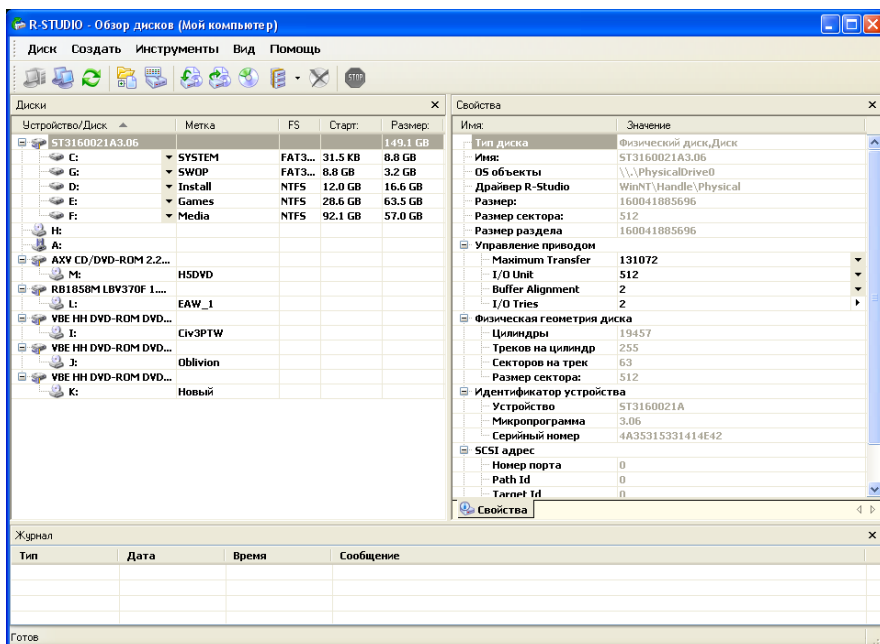 R-STUDIO - Обзор дисков (Мой компьютер)
Диск Создать Инструменты Вид Помощь
STOP
Диски
Устройство/Диск Метка FS Старт: Размер:
ST3160021A3.06 149.1 GB
C: SYSTEM FAT3... 31.5 KB 8.8 GB
G: SWOP FAT3... 8.8 GB 3.2 GB
D: Install NTFS 12.0 GB 16.6 GB
E: Games NTFS 28.6 GB 63.5 GB
F: Media NTFS 92.1 GB 57.0 GB
H:
A:
AXV CD/DVD-ROM 2.2...
M: H5DVD
RB1858M LBV370F 1....
L: EAW_1
VBE HH DVD-ROM DVD...
I: Civ3PTW
VBE HH DVD-ROM DVD...
J: Oblivion
VBE HH DVD-ROM DVD...
K: Новый
Свойства
Имя: Значение
Тип диска Физический диск,Диск
Имя: ST3160021A3.06
OS объекты \\.\PhysicalDrive0
Драйвер R-Studio WinNT\Handle\Physical
Размер: 160041885696
Размер сектора: 512
Размер раздела 160041885696
Управление приводом
Maximum Transfer 131072
I/O Unit 512
Buffer Alignment 2
I/O Tries 2
Физическая геометрия диска
Цилиндры 19457
Треков на цилиндр 255
Секторов на трек 63
Размер сектора: 512
Идентификатор устройства
Устройство ST3160021A
Микропрограмма 3.06
Серийный номер 4A35315331414E42
SCSI адрес
Номер порта 0
Path Id 0
Target Id 0
Свойства
Журнал
Тип Дата Время Сообщение
Готов